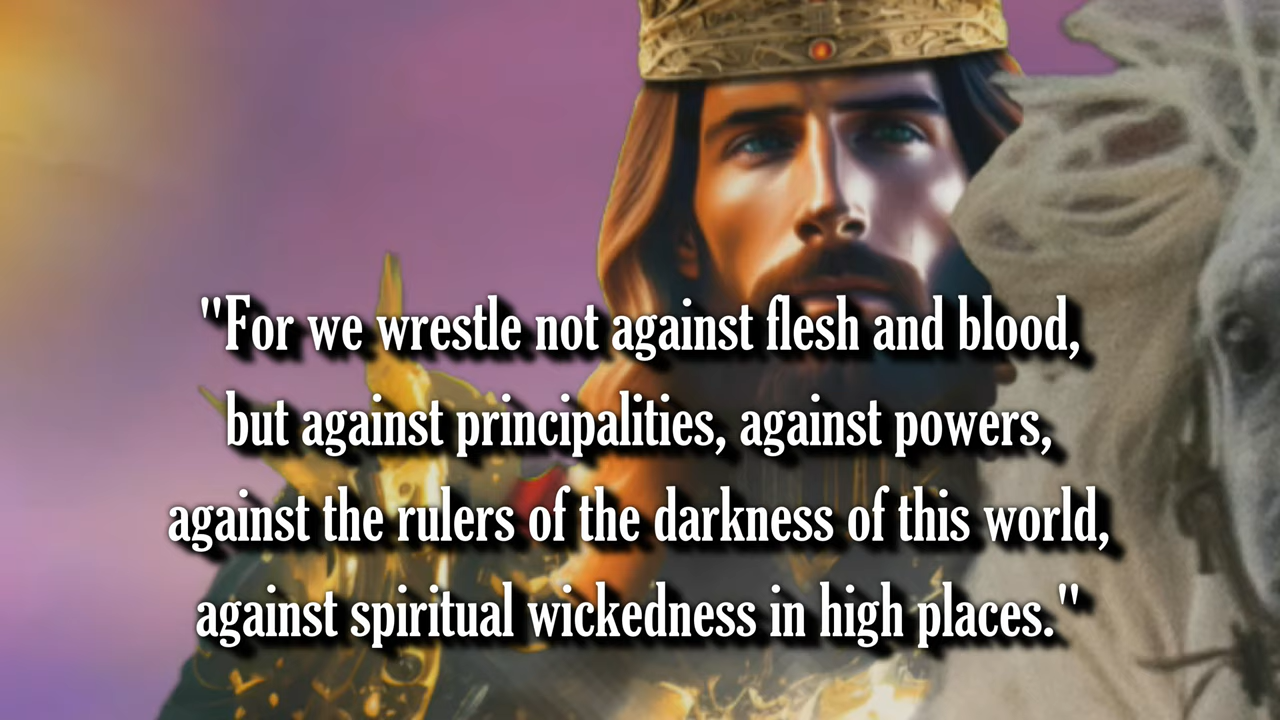 "For we wrestle not against flesh and blood,
but against principalities, against powers,
against the rulers of the darkness of this world,
against spiritual wickedness in high places."